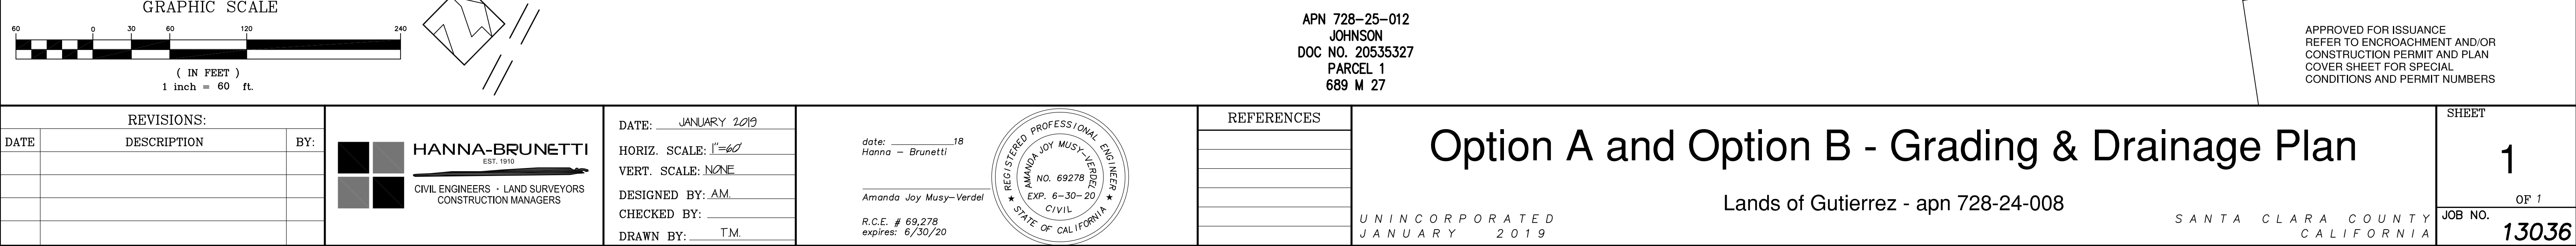 GRAPHIC SCALE
60 0 30 60 120 240
( IN FEET )
1 inch = 60 ft.
APN 728-25-012
JOHNSON
DOC NO. 20535327
PARCEL 1
689 M 27
APPROVED FOR ISSUANCE
REFER TO ENCROACHMENT AND/OR
CONSTRUCTION PERMIT AND PLAN
COVER SHEET FOR SPECIAL
CONDITIONS AND PERMIT NUMBERS
REVISIONS:
DATE DESCRIPTION BY:
HANNA-BRUNETTI
EST. 1910
CIVIL ENGINEERS · LAND SURVEYORS
CONSTRUCTION MANAGERS
DATE: JANUARY 2019
HORIZ. SCALE: 1"=60'
VERT. SCALE: NONE
DESIGNED BY: A.M.
CHECKED BY:
DRAWN BY: T.M.
date: 18
Hanna - Brunetti
Amanda Joy Musy-Verdel
R.C.E. # 69,278
expires: 6/30/20
REGISTERED PROFESSIONAL ENGINEER
AMANDA JOY MUSY-VERDEL
NO. 69278
EXP. 6-30-20
CIVIL
★ STATE OF CALIFORNIA ★
REFERENCES
Option A and Option B - Grading & Drainage Plan
Lands of Gutierrez - apn 728-24-008
UNINCORPORATED SANTA CLARA COUNTY
JANUARY 2019 CALIFORNIA
SHEET
1
OF 1
JOB NO.
13036